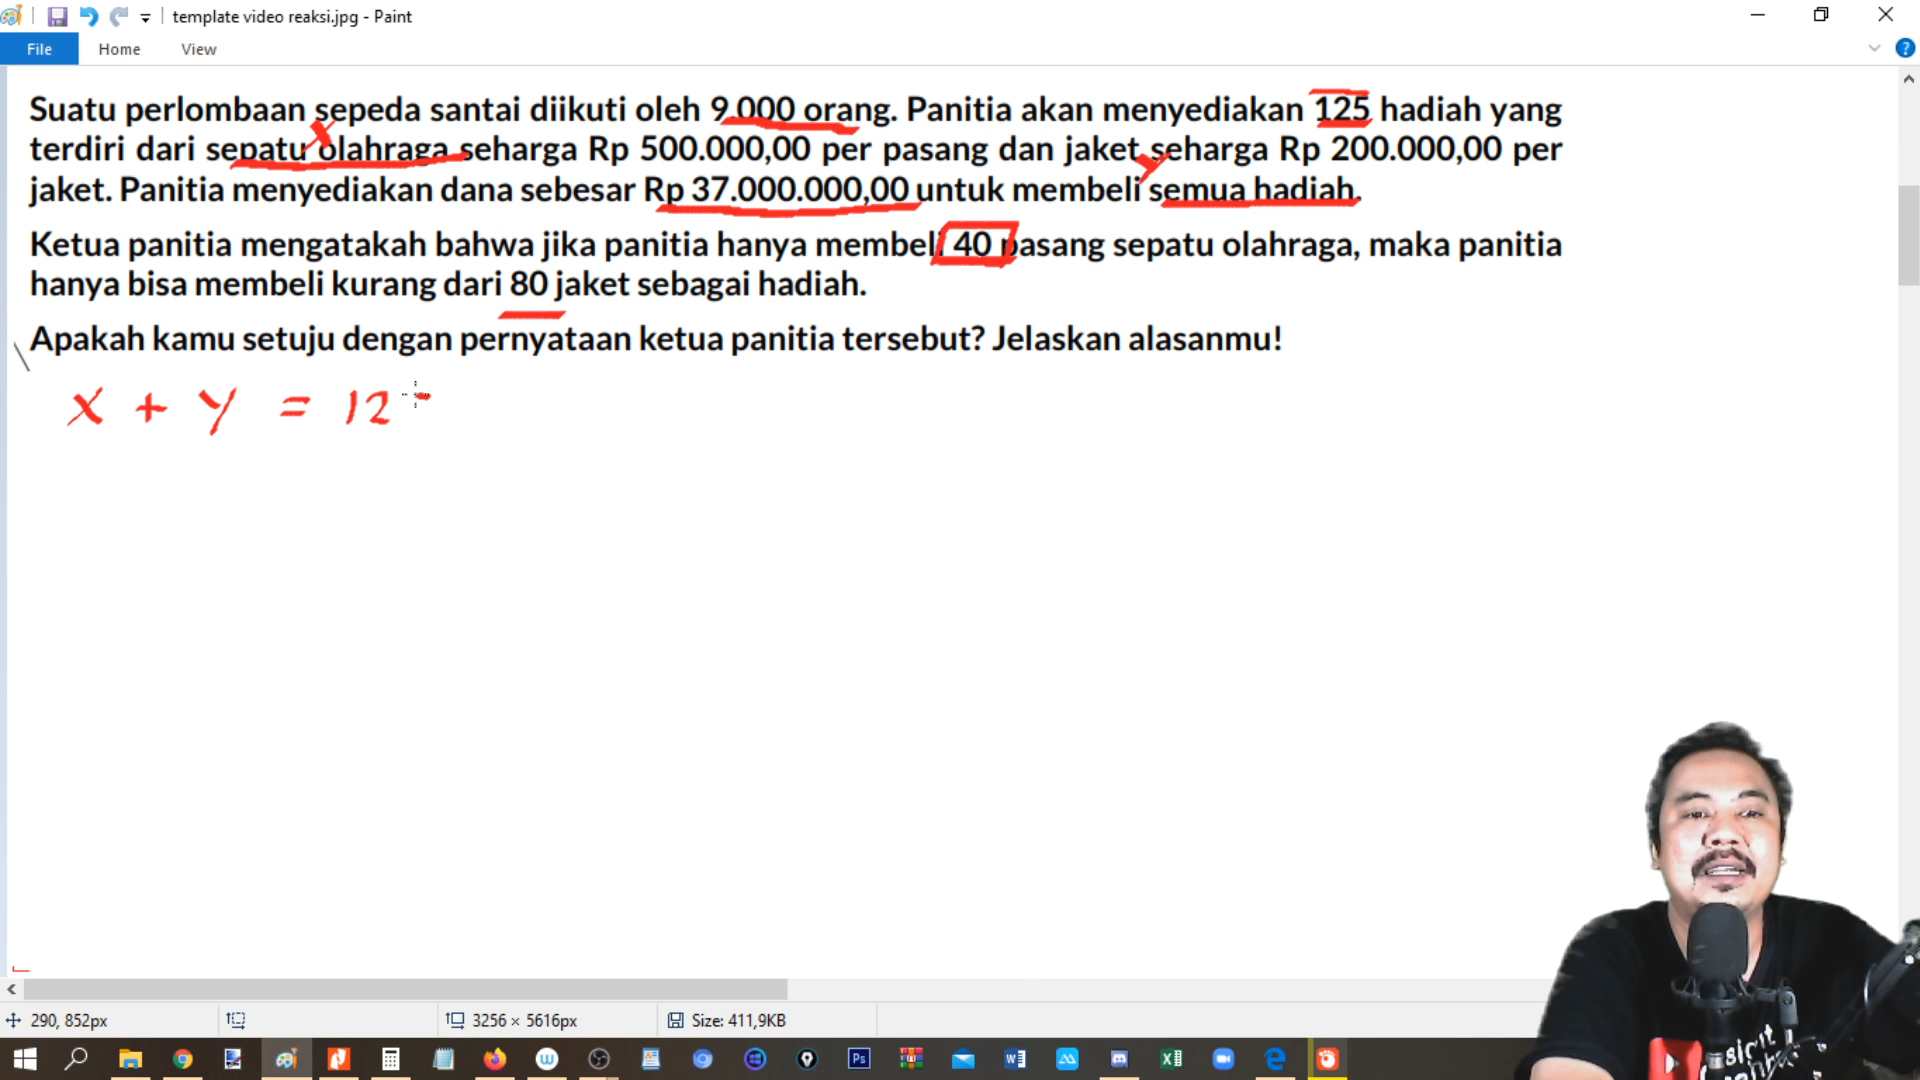 template video reaksi.jpg - Paint
File Home View
Suatu perlombaan sepeda santai diikuti oleh 9.000 orang. Panitia akan menyediakan 125 hadiah yang
x
terdiri dari sepatu olahraga seharga Rp 500.000,00 per pasang dan jaket seharga Rp 200.000,00 per
y
jaket. Panitia menyediakan dana sebesar Rp 37.000.000,00 untuk membeli semua hadiah.
Ketua panitia mengatakah bahwa jika panitia hanya membeli 40 pasang sepatu olahraga, maka panitia
hanya bisa membeli kurang dari 80 jaket sebagai hadiah.
Apakah kamu setuju dengan pernyataan ketua panitia tersebut? Jelaskan alasanmu!
x + y = 12
290, 852px 3256 × 5616px Size: 411,9KB
Ps